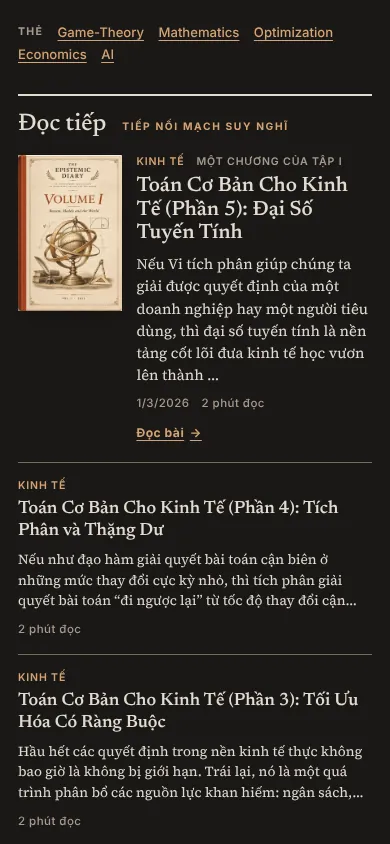 THẺ Game-Theory Mathematics Optimization
Economics AI
Đọc tiếp TIẾP NỐI MẠCH SUY NGHĨ
THE
EPISTEMIC
DIARY
VOLUME I
KINH TẾ MỘT CHƯƠNG CỦA TẬP I
Toán Cơ Bản Cho Kinh
Tế (Phần 5): Đại Số
Tuyến Tính
Nếu Vi tích phân giúp chúng ta
giải được quyết định của một
doanh nghiệp hay một người tiêu
dùng, thì đại số tuyến tính là nền
tảng cốt lõi đưa kinh tế học vươn
lên thành ...
1/3/2026 2 phút đọc
Đọc bài →
KINH TẾ
Toán Cơ Bản Cho Kinh Tế (Phần 4): Tích
Phân và Thặng Dư
Nếu như đạo hàm giải quyết bài toán cận biên ở
những mức thay đổi cực kỳ nhỏ, thì tích phân giải
quyết bài toán “đi ngược lại” từ tốc độ thay đổi cận...
2 phút đọc
KINH TẾ
Toán Cơ Bản Cho Kinh Tế (Phần 3): Tối Ưu
Hóa Có Ràng Buộc
Hầu hết các quyết định trong nền kinh tế thực không
bao giờ là không bị giới hạn. Trái lại, nó là một quá
trình phân bổ các nguồn lực khan hiếm: ngân sách,...
2 phút đọc